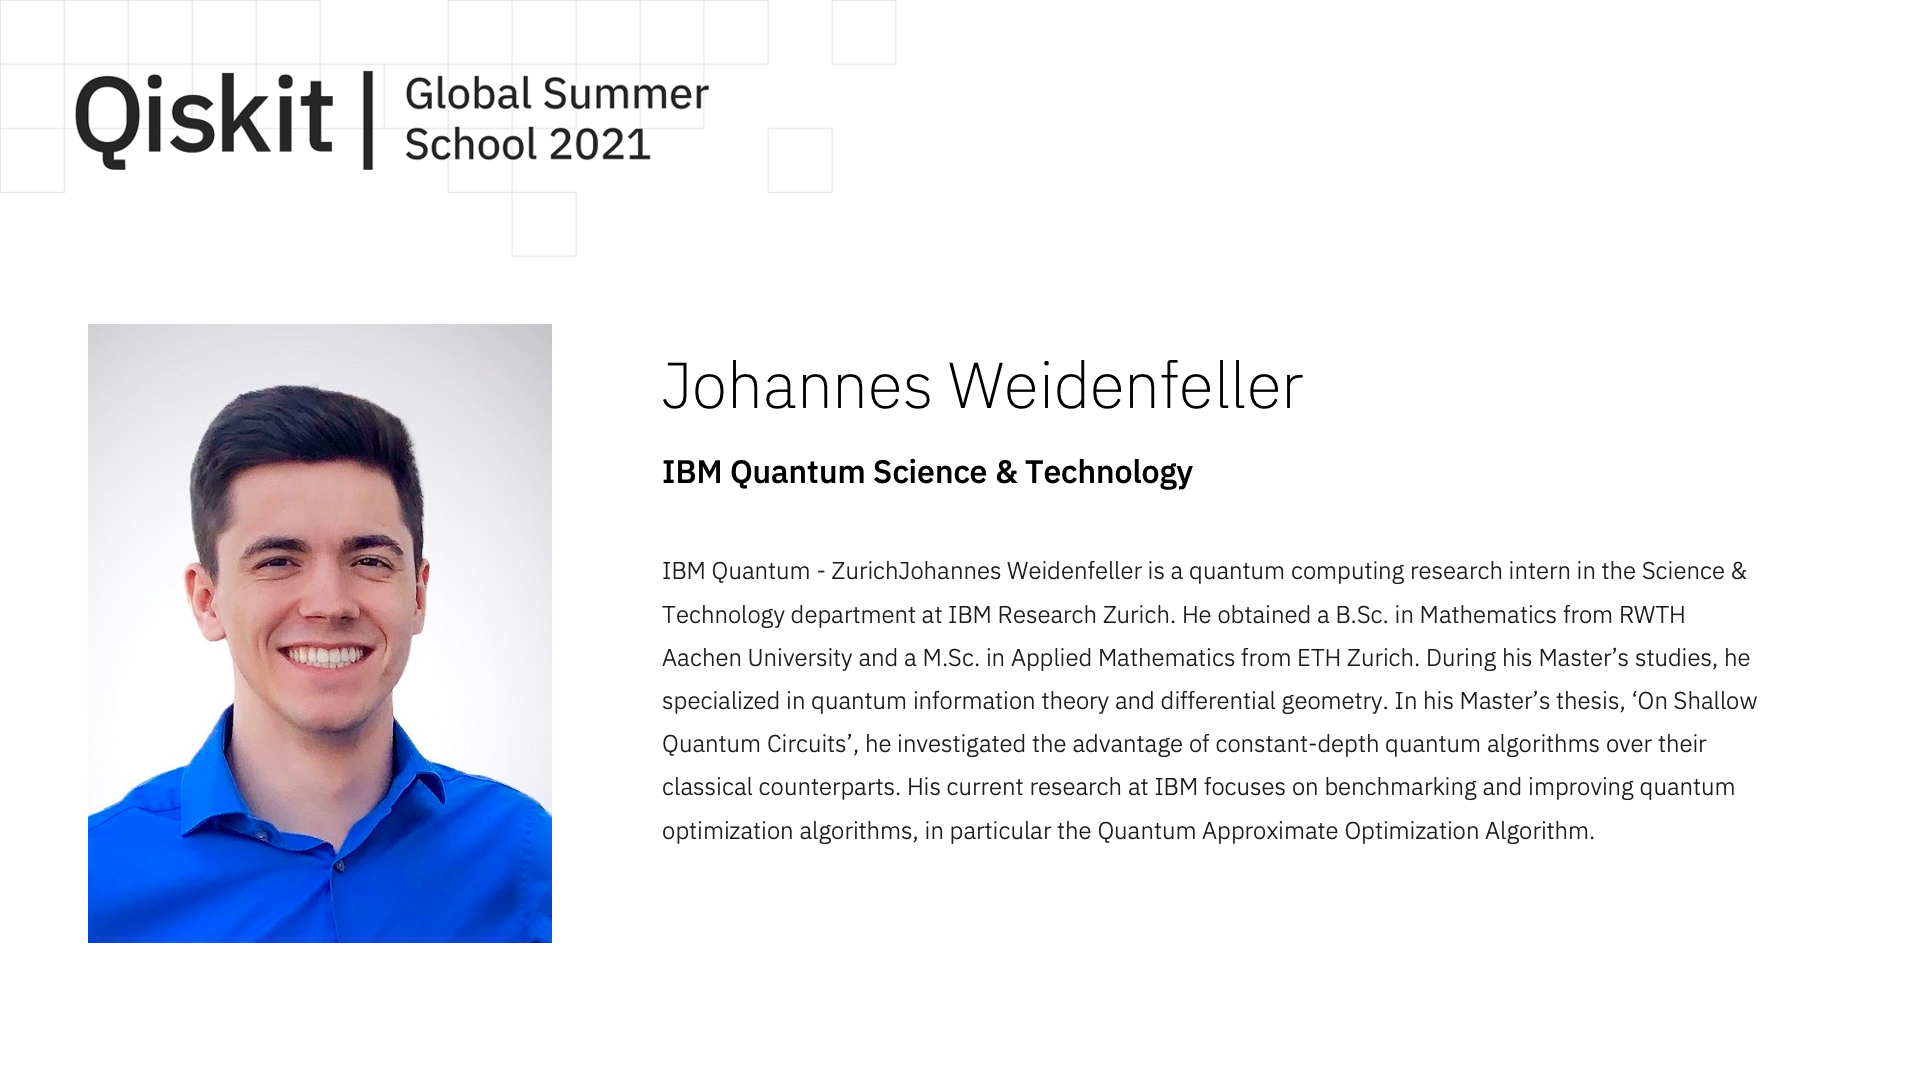 Qiskit | Global Summer
School 2021
Johannes Weidenfeller
IBM Quantum Science & Technology
IBM Quantum - ZurichJohannes Weidenfeller is a quantum computing research intern in the Science &
Technology department at IBM Research Zurich. He obtained a B.Sc. in Mathematics from RWTH
Aachen University and a M.Sc. in Applied Mathematics from ETH Zurich. During his Master’s studies, he
specialized in quantum information theory and differential geometry. In his Master’s thesis, ‘On Shallow
Quantum Circuits’, he investigated the advantage of constant-depth quantum algorithms over their
classical counterparts. His current research at IBM focuses on benchmarking and improving quantum
optimization algorithms, in particular the Quantum Approximate Optimization Algorithm.